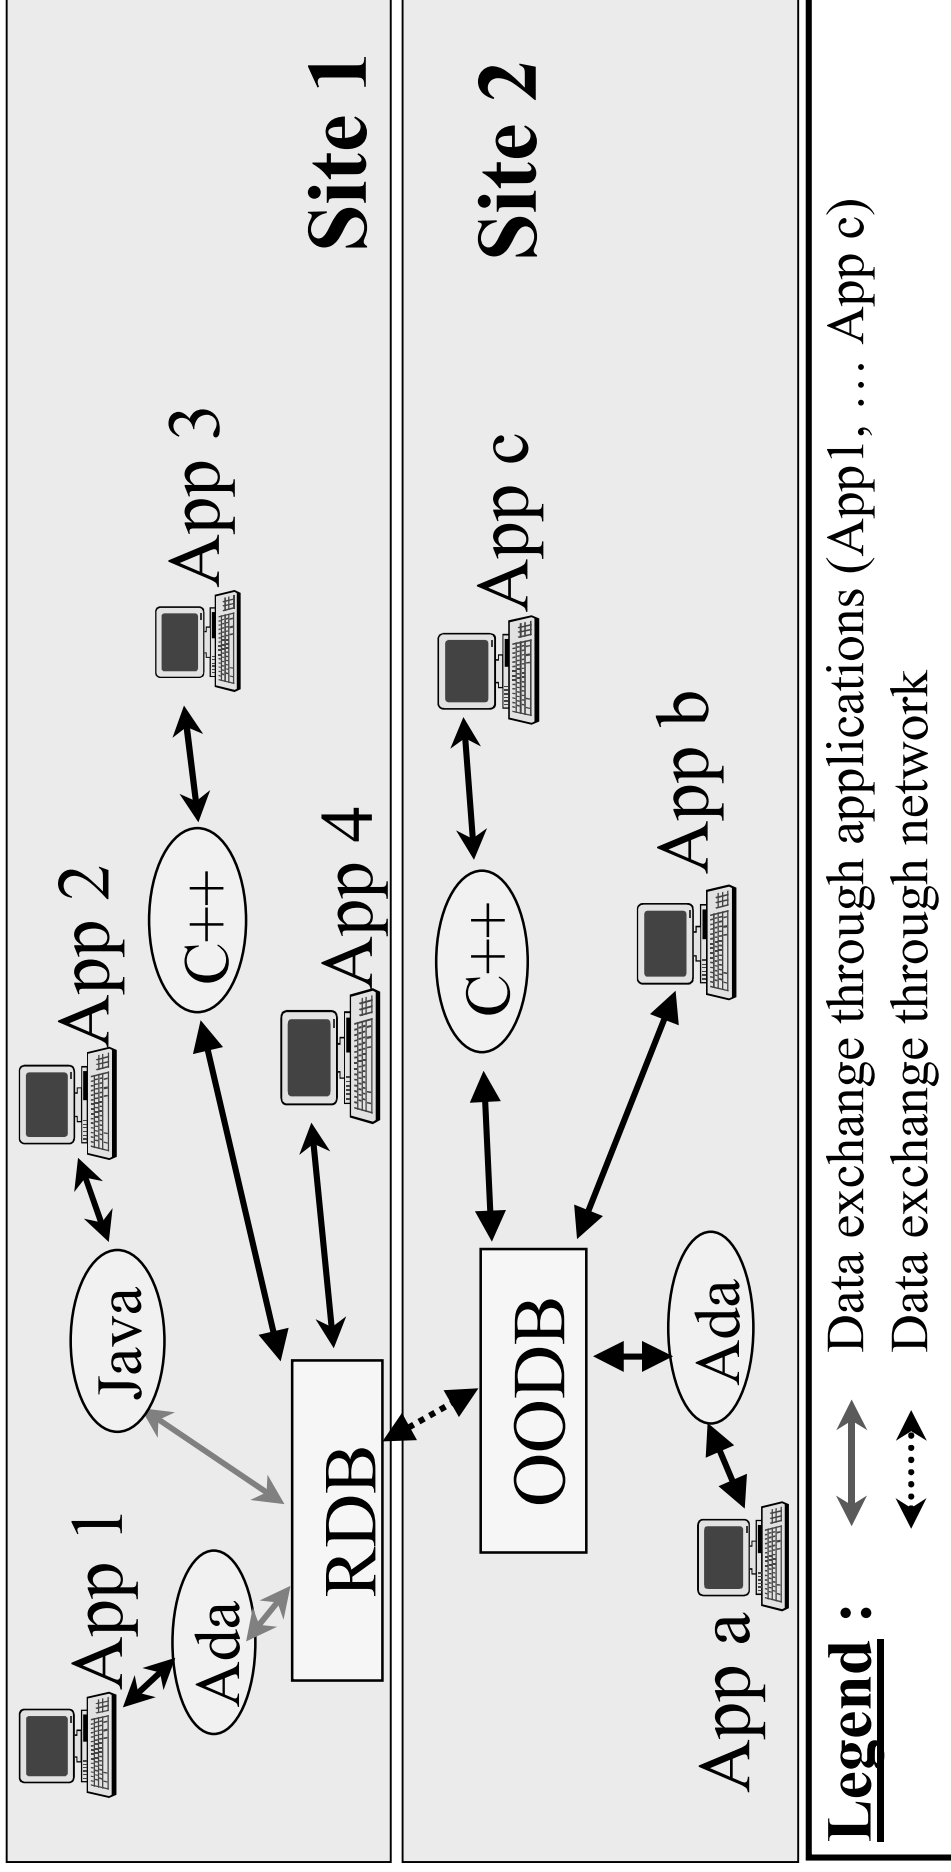 App 1
App 2
App 3
App 4
Ada
Java
C++
RDB
Site 1
OODB
C++
App c
Site 2
Ada
App a
App b
Legend :
Data exchange through applications (App1, … App c)
Data exchange through network